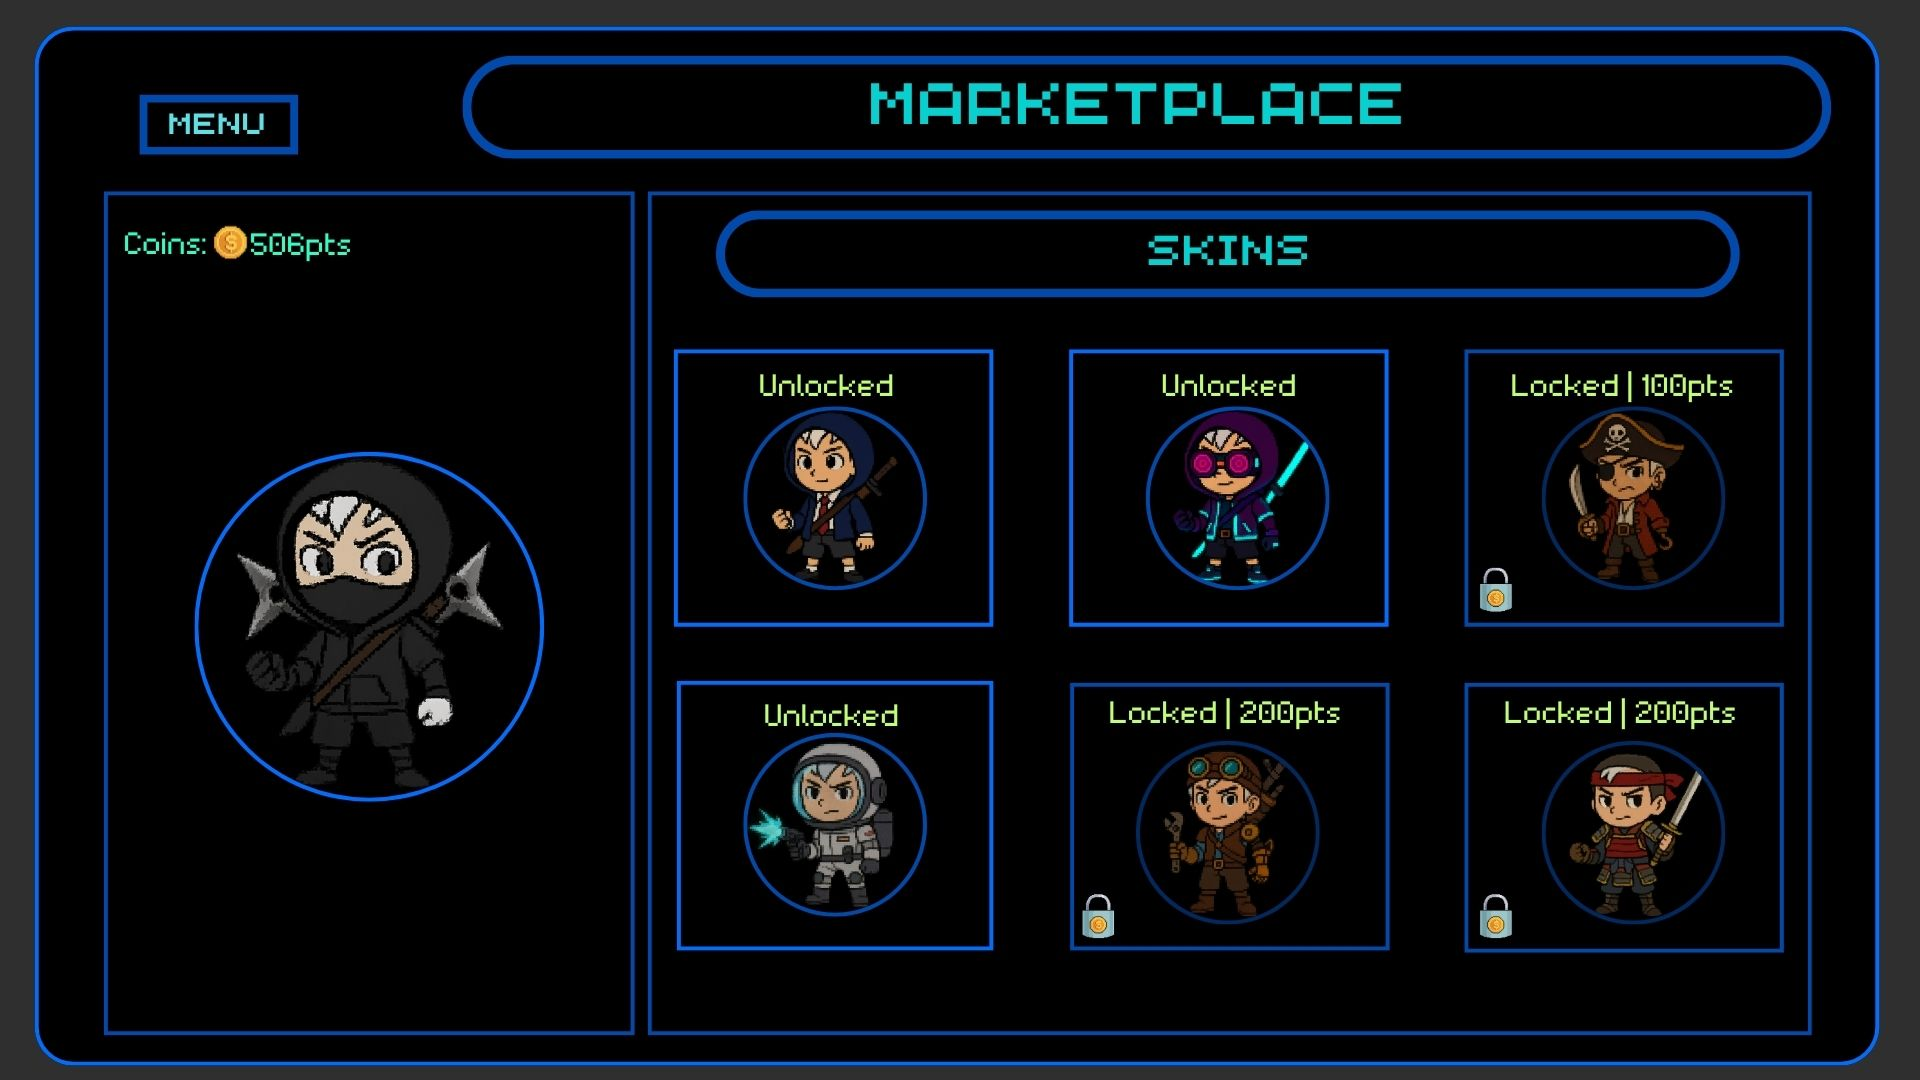 MENU
MARKETPLACE
Coins: 506pts
SKINS
Unlocked
Unlocked
Locked | 100pts
Unlocked
Locked | 200pts
Locked | 200pts